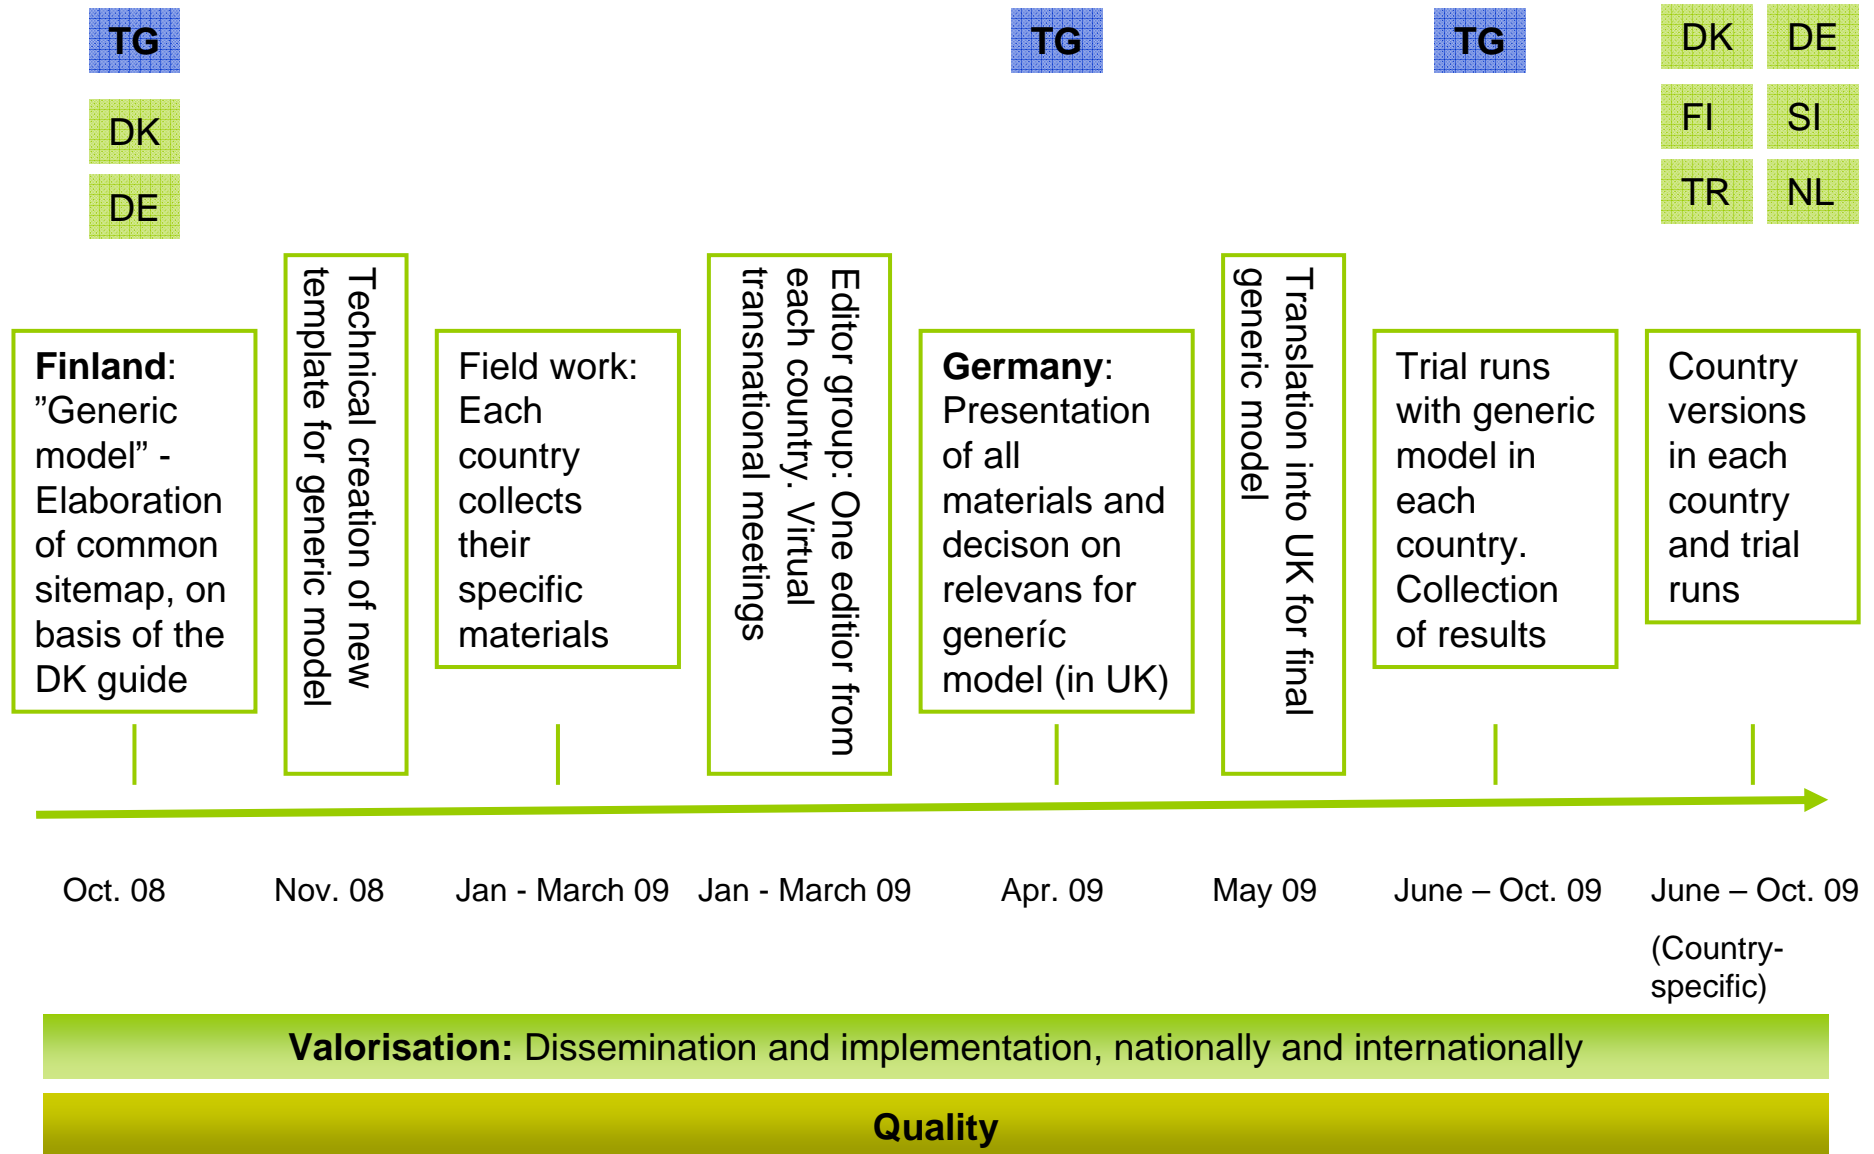 TG
DK
DE
TG
TG
DK DE
FI SI
TR NL
Finland:
”Generic
model” -
Elaboration
of common
sitemap, on
basis of the
DK guide
Technical creation of new
template for generic model
Field work:
Each
country
collects
their
specific
materials
Editor group: One editior from
each country. Virtual
transnational meetings
Germany:
Presentation
of all
materials and
decison on
relevans for
generíc
model (in UK)
Translation into UK for final
generic model
Trial runs
with generic
model in
each
country.
Collection
of results
Country
versions
in each
country
and trial
runs
Oct. 08
Nov. 08
Jan - March 09
Jan - March 09
Apr. 09
May 09
June – Oct. 09
June – Oct. 09
(Country-
specific)
Valorisation: Dissemination and implementation, nationally and internationally
Quality